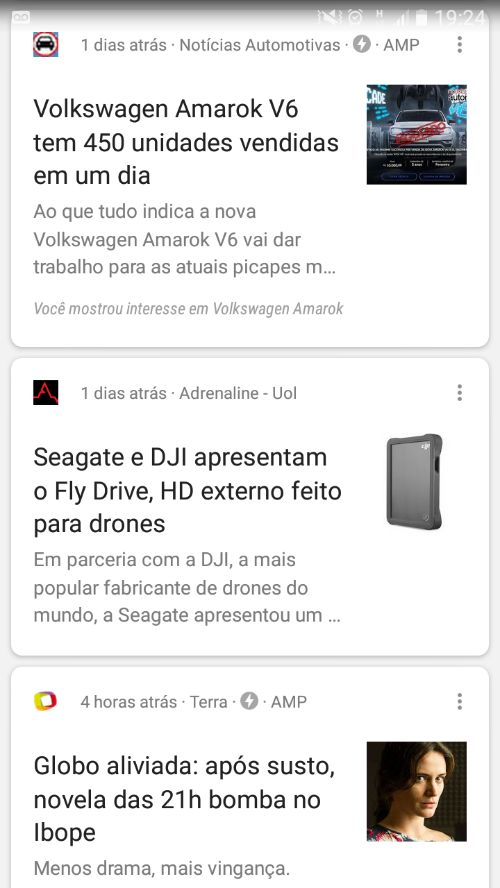 H 19:24
1 dias atrás · Notícias Automotivas · AMP
Volkswagen Amarok V6
tem 450 unidades vendidas
em um dia
Ao que tudo indica a nova
Volkswagen Amarok V6 vai dar
trabalho para as atuais picapes m...
Você mostrou interesse em Volkswagen Amarok
1 dias atrás · Adrenaline - Uol
Seagate e DJI apresentam
o Fly Drive, HD externo feito
para drones
Em parceria com a DJI, a mais
popular fabricante de drones do
mundo, a Seagate apresentou um ...
4 horas atrás · Terra · AMP
Globo aliviada: após susto,
novela das 21h bomba no
Ibope
Menos drama, mais vingança.